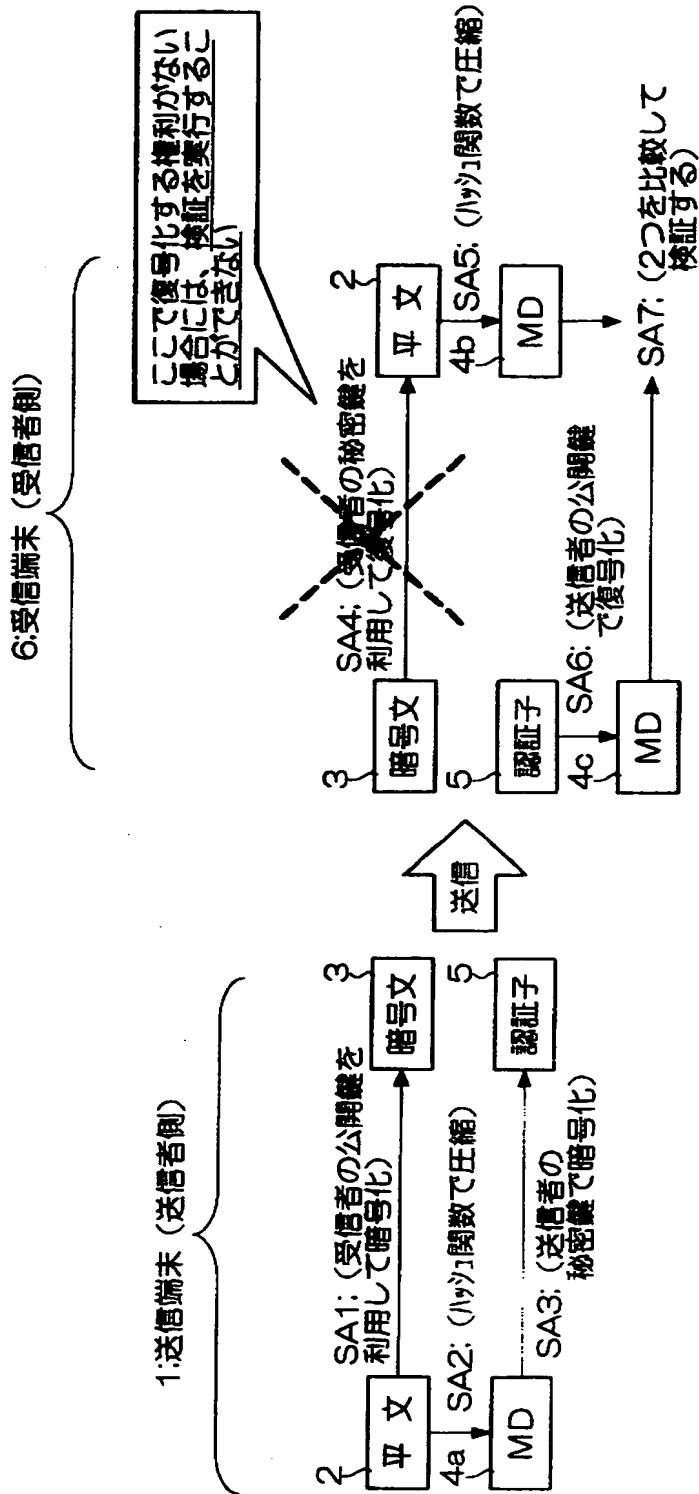 1:送信端末(送信者側)
2
平 文
SA1:(受信者の公開鍵を
利用して暗号化)
3
暗号文
SA2:(ハッシュ関数で圧縮)
4a
MD
SA3:(送信者の
秘密鍵で暗号化)
5
認証子
送信
6:受信端末(受信者側)
3
暗号文
SA4:(受信者の秘密鍵を
利用して復号化)
2
平 文
ここで復号化する権利がない
場合には、検証を実行するこ
とができない
SA5:(ハッシュ関数で圧縮)
4b
MD
5
認証子
SA6:(送信者の公開鍵
で復号化)
4c
MD
SA7:(2つを比較して
検証する)